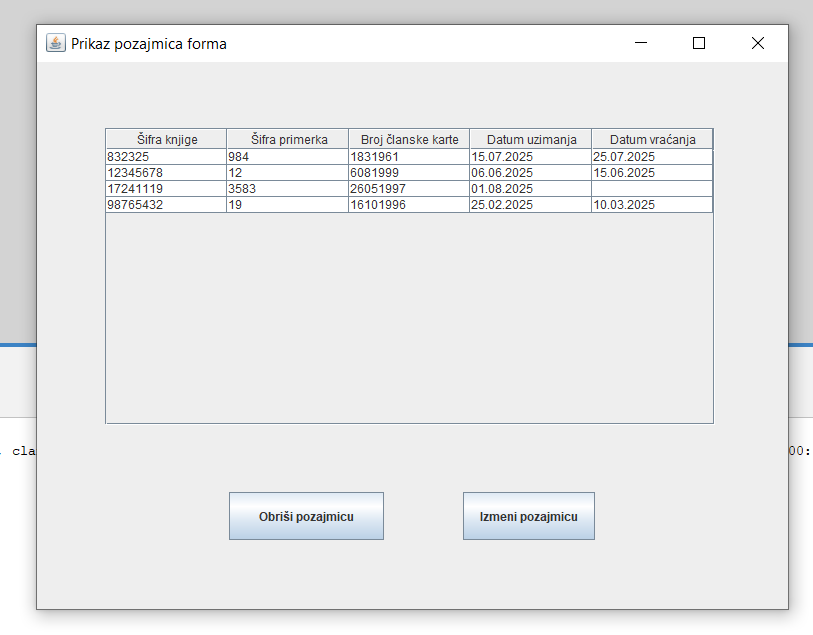 Prikaz pozajmica forma
Šifra knjige Šifra primerka Broj članske karte Datum uzimanja Datum vraćanja
832325 984 1831961 15.07.2025 25.07.2025
12345678 12 6081999 06.06.2025 15.06.2025
17241119 3583 26051997 01.08.2025
98765432 19 16101996 25.02.2025 10.03.2025
cla 00:
Obriši pozajmicu Izmeni pozajmicu